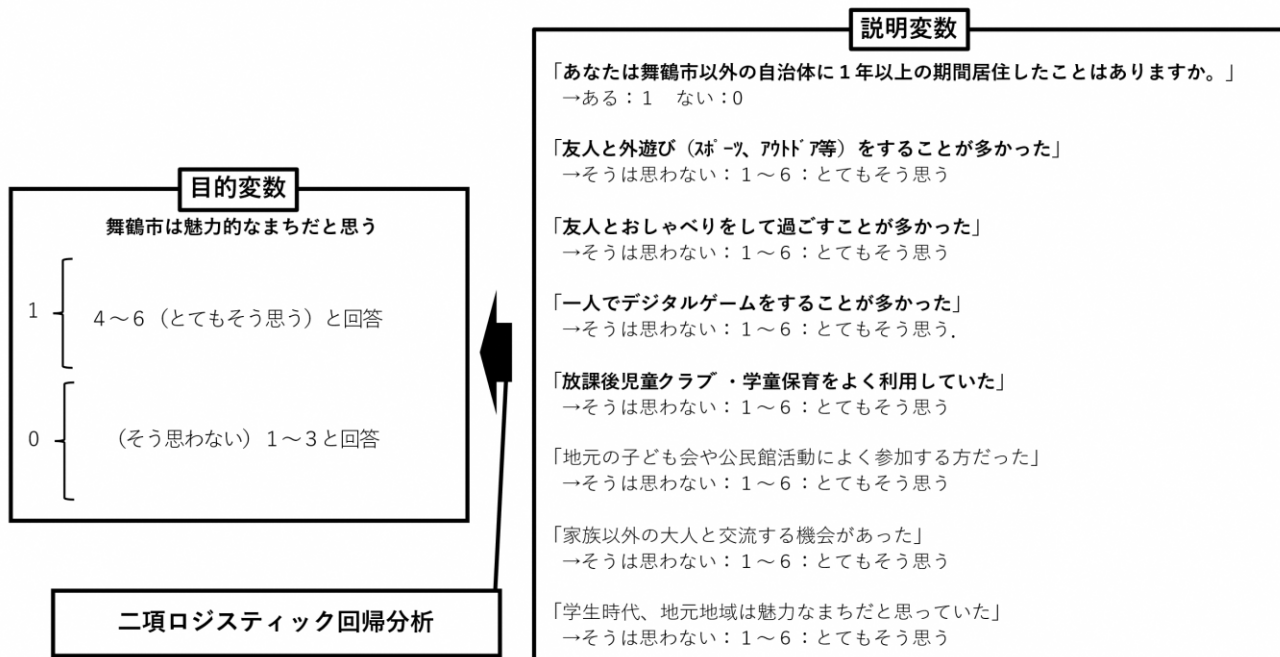 目的変数
舞鶴市は魅力的なまちだと思う
1
4～6（とてもそう思う）と回答
0
（そう思わない）1～3と回答
二項ロジスティック回帰分析
説明変数
「あなたは舞鶴市以外の自治体に１年以上の期間居住したことはありますか。」
→ある：１　ない：0
「友人と外遊び（ｽﾎﾟｰﾂ、ｱｳﾄﾄﾞｱ等）をすることが多かった」
→そうは思わない：１～６：とてもそう思う
「友人とおしゃべりをして過ごすことが多かった」
→そうは思わない：１～６：とてもそう思う
「一人でデジタルゲームをすることが多かった」
→そうは思わない：１～６：とてもそう思う.
「放課後児童クラブ・学童保育をよく利用していた」
→そうは思わない：１～６：とてもそう思う
「地元の子ども会や公民館活動によく参加する方だった」
→そうは思わない：１～６：とてもそう思う
「家族以外の大人と交流する機会があった」
→そうは思わない：１～６：とてもそう思う
「学生時代、地元地域は魅力なまちだと思っていた」
→そうは思わない：１～６：とてもそう思う